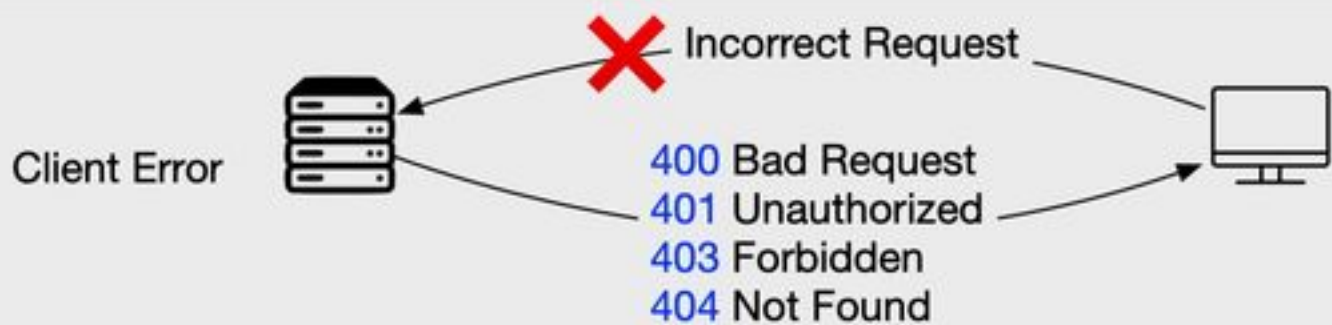 Incorrect Request
Client Error
400 Bad Request
401 Unauthorized
403 Forbidden
404 Not Found